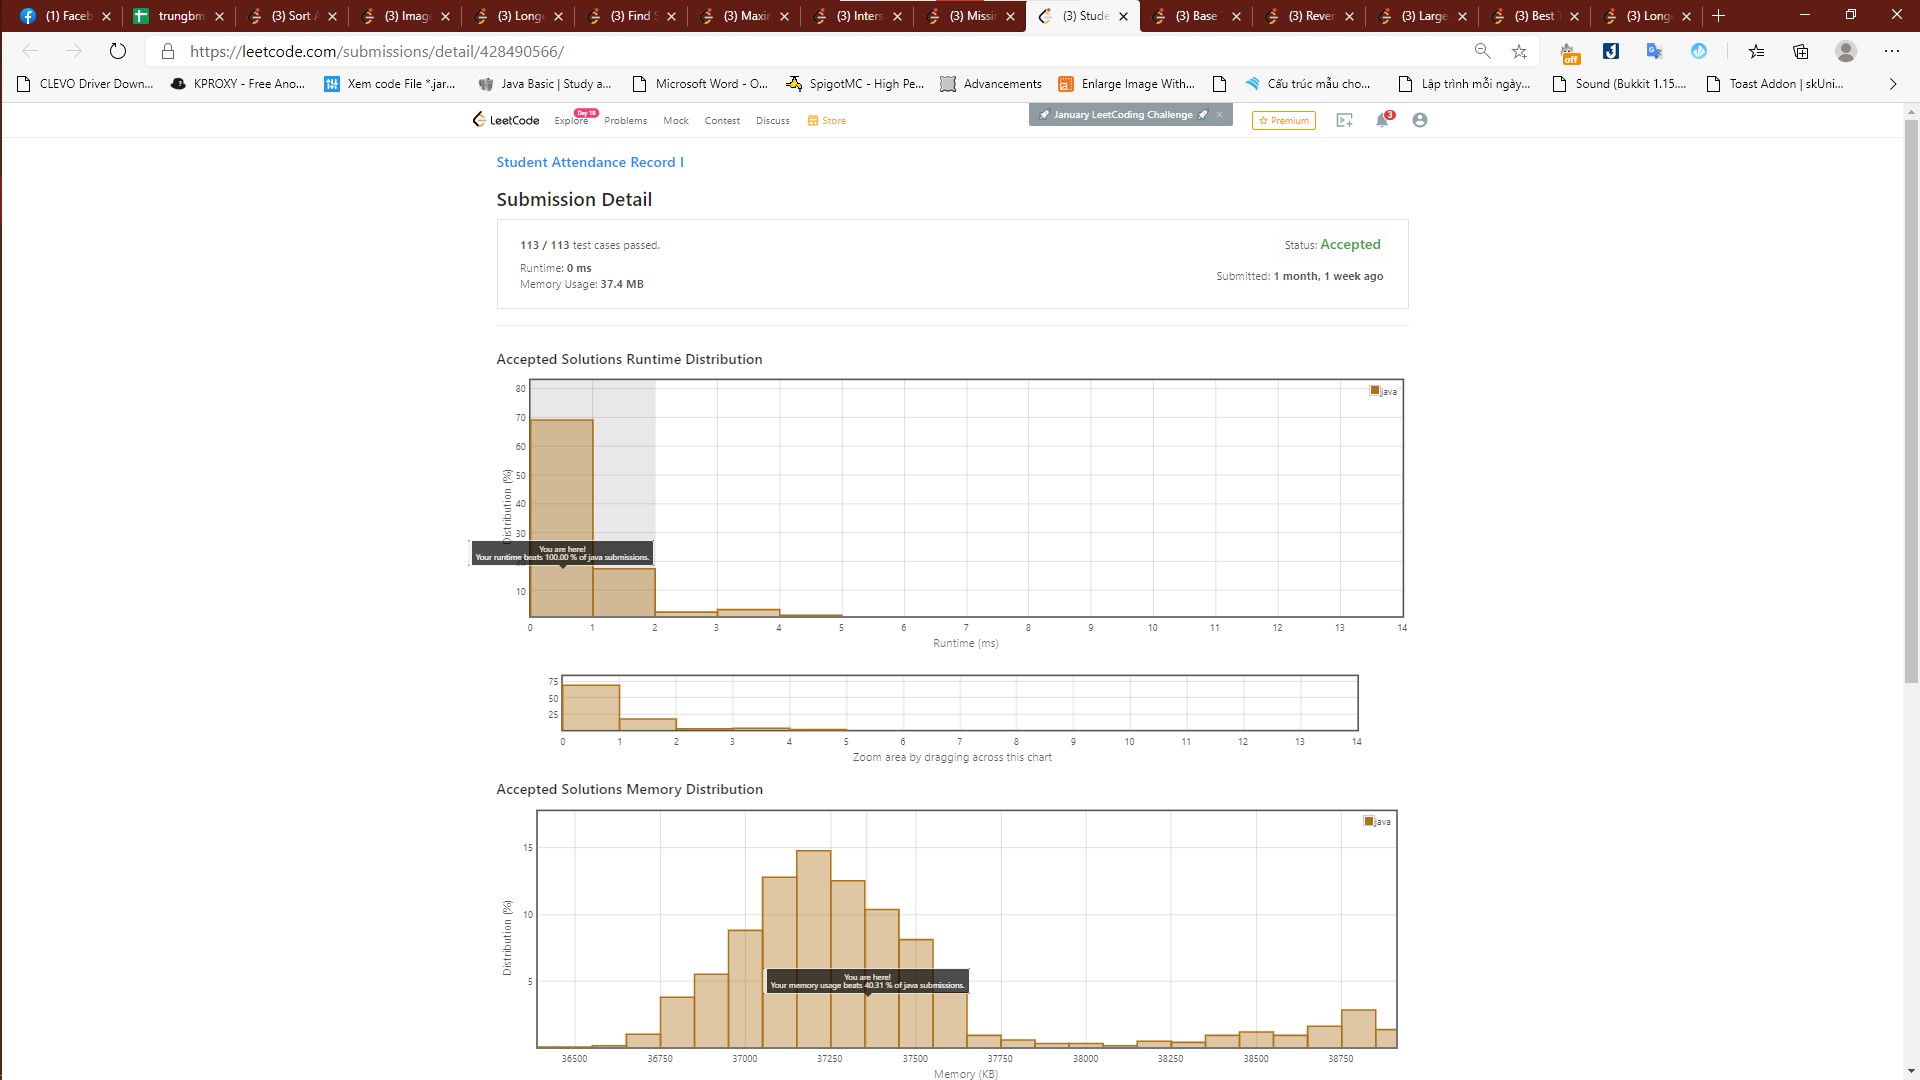 (1) Faceb
trungbm
(3) Sort A
(3) Imag
(3) Long
(3) Find S
(3) Maxin
(3) Inters
(3) Missin
(3) Stude
(3) Base
(3) Rever
(3) Large
(3) Best T
(3) Long
https://leetcode.com/submissions/detail/428490566/
off
CLEVO Driver Down...
KPROXY - Free Ano...
Xem code File *.jar...
Java Basic | Study a...
Microsoft Word - O...
SpigotMC - High Pe...
Advancements
Enlarge Image With...
Cấu trúc mẫu cho...
Lập trình mỗi ngày...
Sound (Bukkit 1.15....
Toast Addon | skUni...
LeetCode
Explore
Day 18
Problems
Mock
Contest
Discuss
Store
January LeetCoding Challenge
Premium
3
Student Attendance Record I
Submission Detail
113 / 113 test cases passed.
Status: Accepted
Runtime: 0 ms
Submitted: 1 month, 1 week ago
Memory Usage: 37.4 MB
Accepted Solutions Runtime Distribution
80
java
70
60
50
40
30
10
Distribution (%)
You are here!
Your runtime beats 100.00 % of java submissions.
0 1 2 3 4 5 6 7 8 9 10 11 12 13 14
Runtime (ms)
75
50
25
0 1 2 3 4 5 6 7 8 9 10 11 12 13 14
Zoom area by dragging across this chart
Accepted Solutions Memory Distribution
java
15
10
5
Distribution (%)
You are here!
Your memory usage beats 40.31 % of java submissions.
36500 36750 37000 37250 37500 37750 38000 38250 38500 38750
Memory (KB)